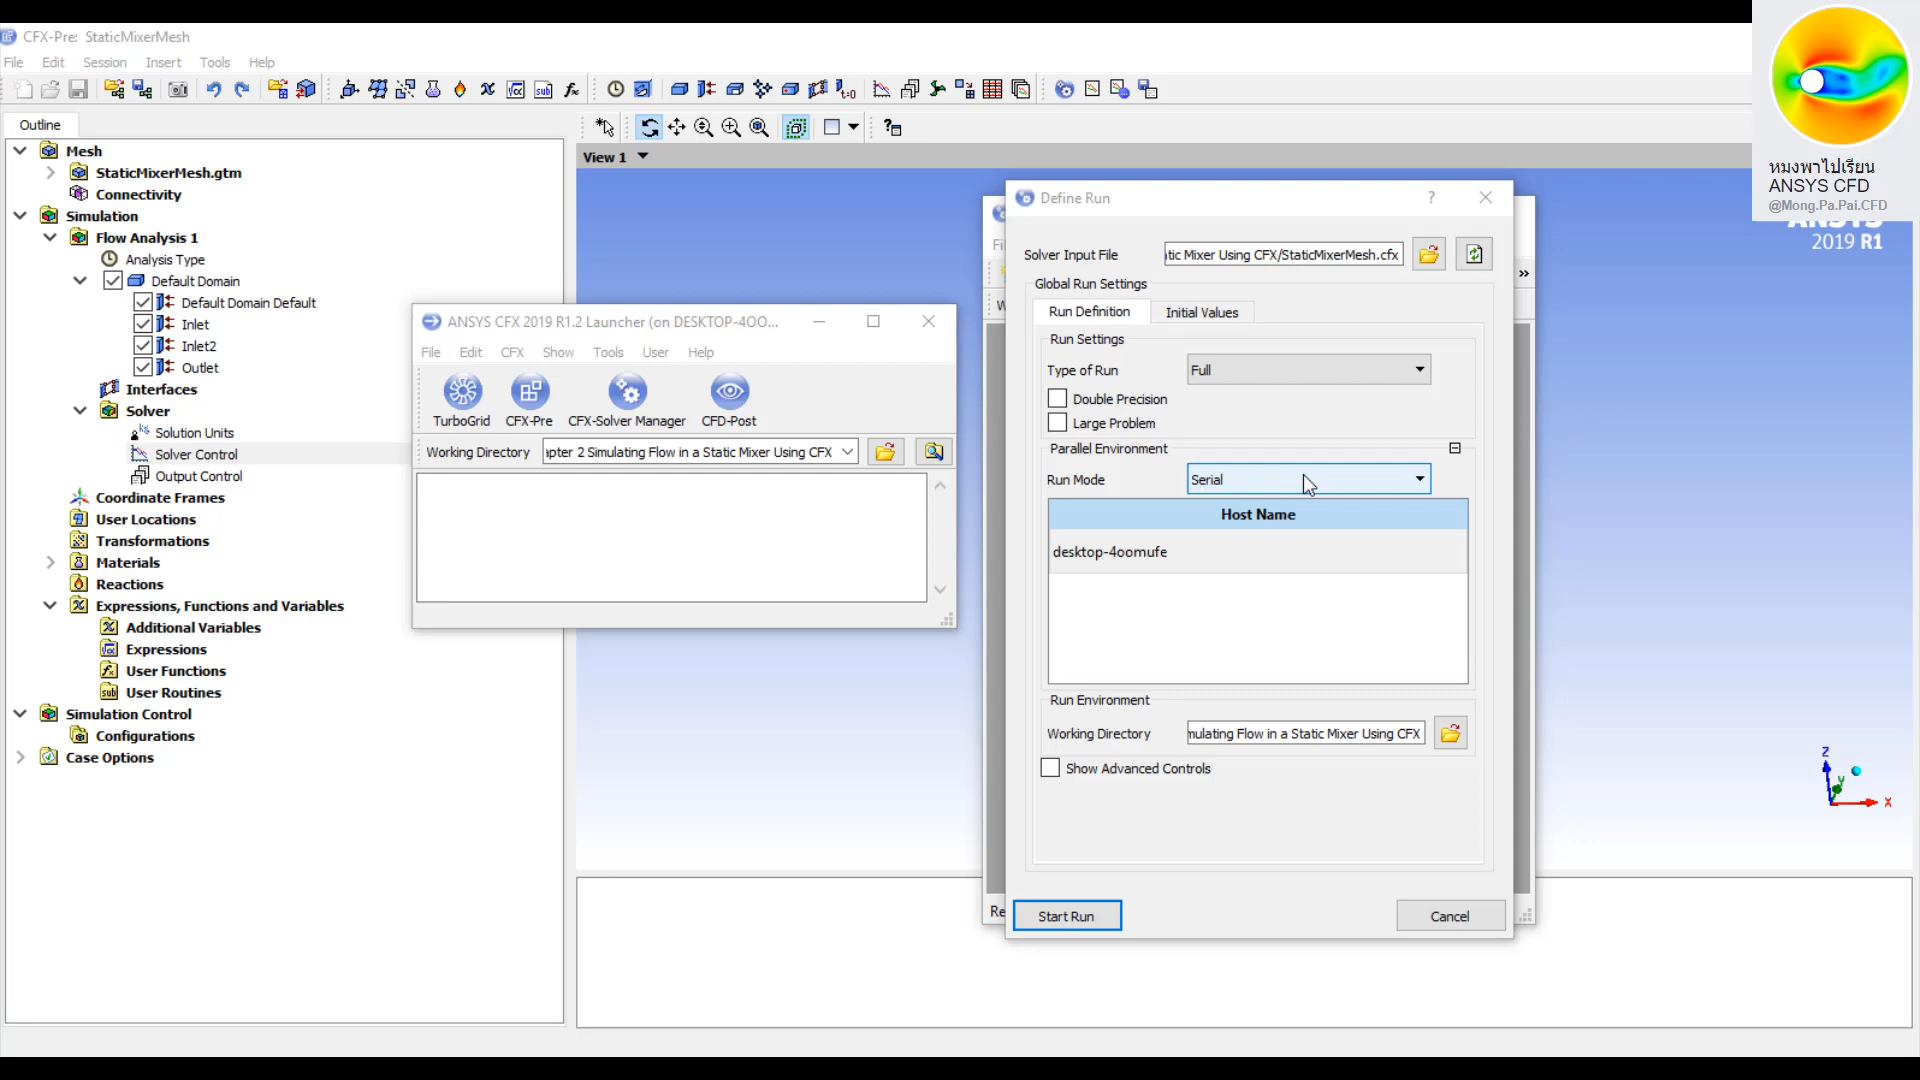 CFX-Pre: StaticMixerMesh
File Edit Session Insert Tools Help
Outline
Mesh
StaticMixerMesh.gtm
Connectivity
Simulation
Flow Analysis 1
Analysis Type
Default Domain
Default Domain Default
Inlet
Inlet2
Outlet
Interfaces
Solver
Solution Units
Solver Control
Output Control
Coordinate Frames
User Locations
Transformations
Materials
Reactions
Expressions, Functions and Variables
Additional Variables
Expressions
User Functions
User Routines
Simulation Control
Configurations
Case Options
View 1
ANSYS CFX 2019 R1.2 Launcher (on DESKTOP-4OO...
File Edit CFX Show Tools User Help
TurboGrid CFX-Pre CFX-Solver Manager CFD-Post
Working Directory apter 2 Simulating Flow in a Static Mixer Using CFX
Define Run
Solver Input File tic Mixer Using CFX/StaticMixerMesh.cfx
Global Run Settings
Run Definition Initial Values
Run Settings
Type of Run Full
Double Precision
Large Problem
Parallel Environment
Run Mode Serial
Host Name
desktop-4oomufe
Run Environment
Working Directory mulating Flow in a Static Mixer Using CFX
Show Advanced Controls
Start Run Cancel
Re
หมงพาไปเรียน
ANSYS CFD
@Mong.Pa.Pai.CFD
ANSYS
2019 R1
Z
Y
X